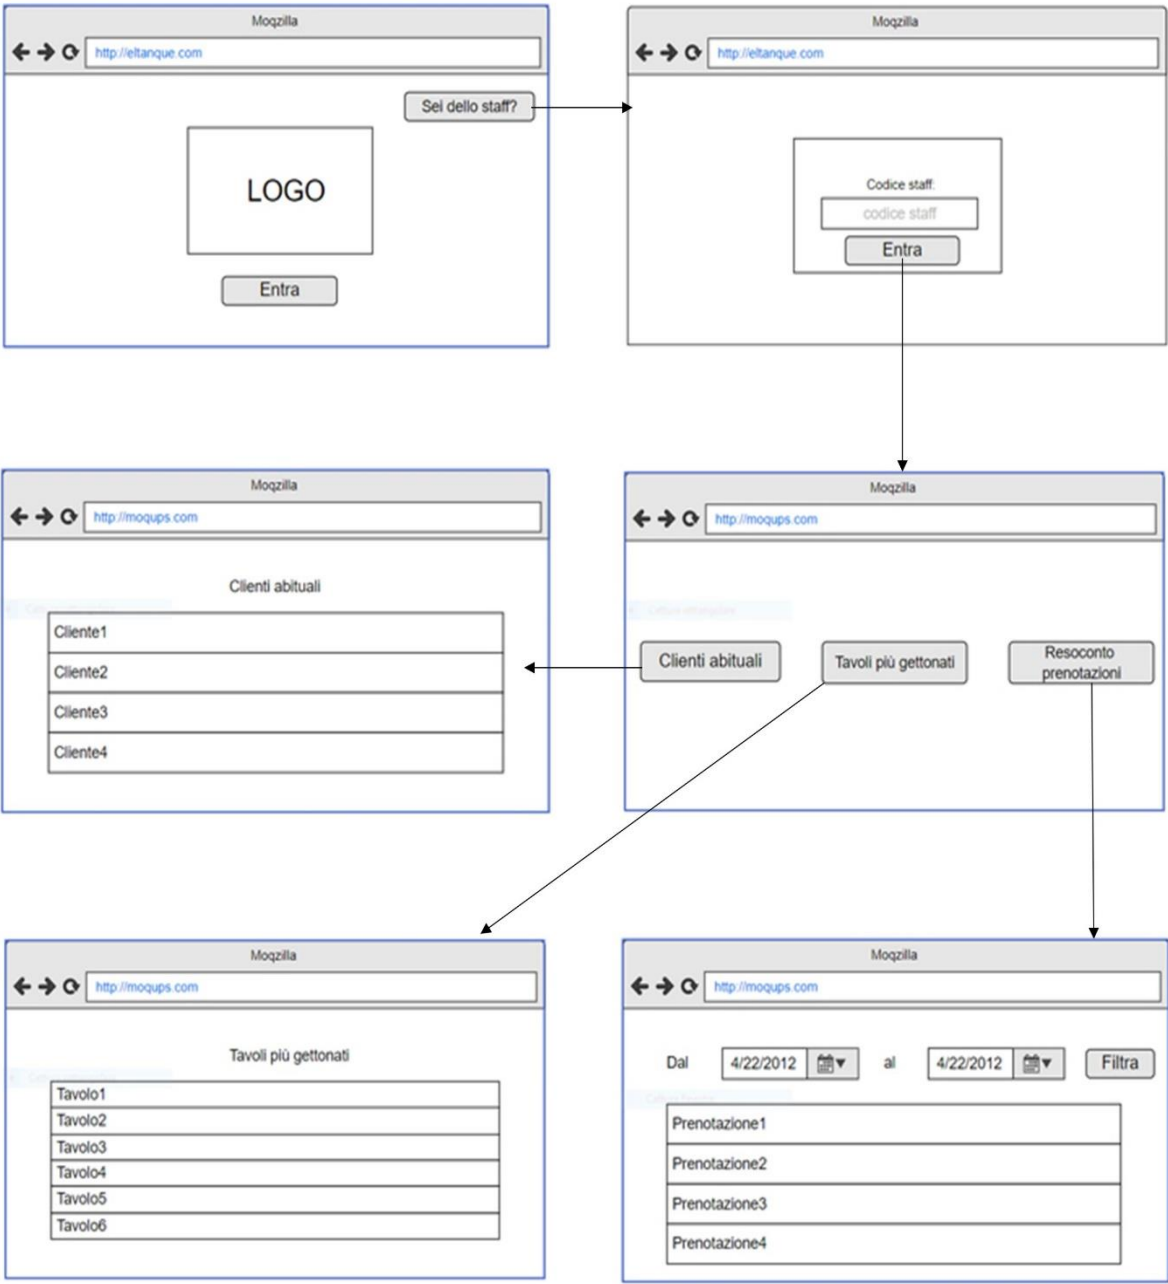 Moqzilla
http://eltanque.com
Sei dello staff?
LOGO
Entra
Moqzilla
http://eltanque.com
Codice staff:
codice staff
Entra
Moqzilla
http://moqups.com
Clienti abituali
Cliente1
Cliente2
Cliente3
Cliente4
Moqzilla
http://moqups.com
Clienti abituali
Tavoli più gettonati
Resoconto
prenotazioni
Moqzilla
http://moqups.com
Tavoli più gettonati
Tavolo1
Tavolo2
Tavolo3
Tavolo4
Tavolo5
Tavolo6
Moqzilla
http://moqups.com
Dal 4/22/2012 al 4/22/2012 Filtra
Prenotazione1
Prenotazione2
Prenotazione3
Prenotazione4